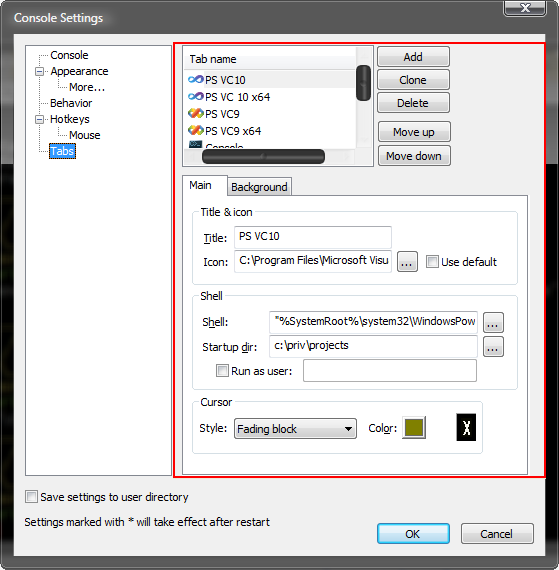 Console Settings
Console
Appearance
More...
Behavior
Hotkeys
Mouse
Tabs
Tab name
PS VC10
PS VC 10 x64
PS VC9
PS VC9 x64
Console
Add
Clone
Delete
Move up
Move down
Main Background
Title & icon
Title: PS VC10
Icon: C:\Program Files\Microsoft Visu ... Use default
Shell
Shell: "%SystemRoot%\system32\WindowsPow ...
Startup dir: c:\priv\projects ...
Run as user:
Cursor
Style: Fading block Color:
Save settings to user directory
Settings marked with * will take effect after restart
OK Cancel